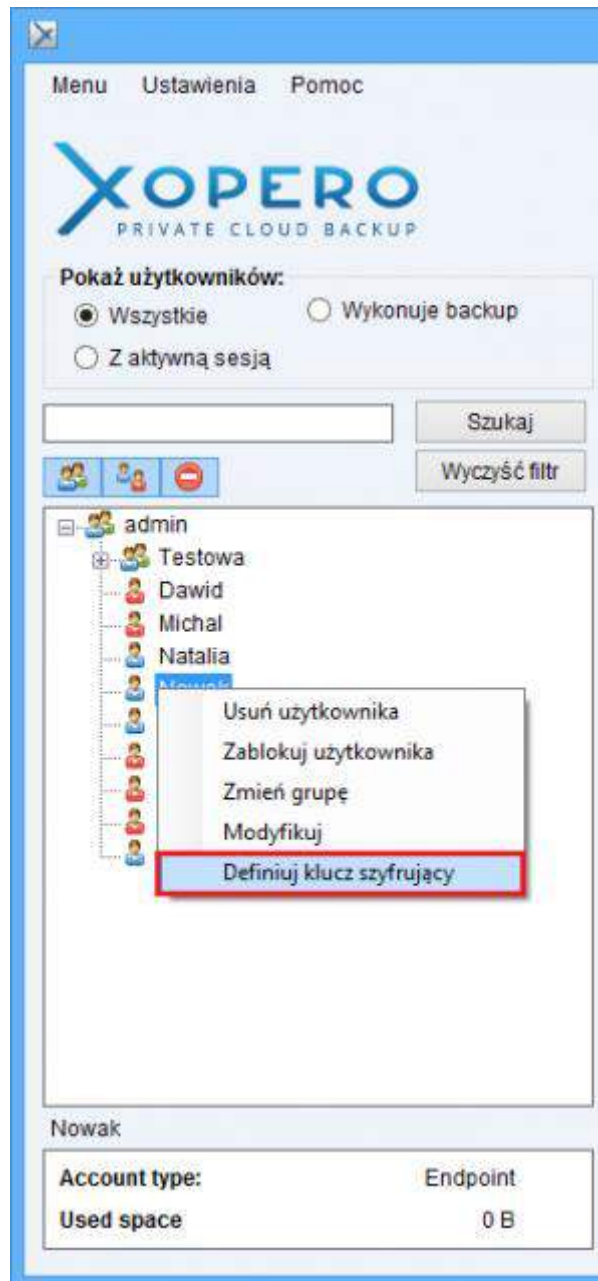 Menu Ustawienia Pomoc
XOPERO
PRIVATE CLOUD BACKUP
Pokaż użytkowników:
Wszystkie Wykonuje backup
Z aktywną sesją
Szukaj
Wyczyść filtr
admin
Testowa
Dawid
Michal
Natalia
Nowak
Usuń użytkownika
Zablokuj użytkownika
Zmień grupę
Modyfikuj
Definiuj klucz szyfrujący
Nowak
Account type: Endpoint
Used space 0 B